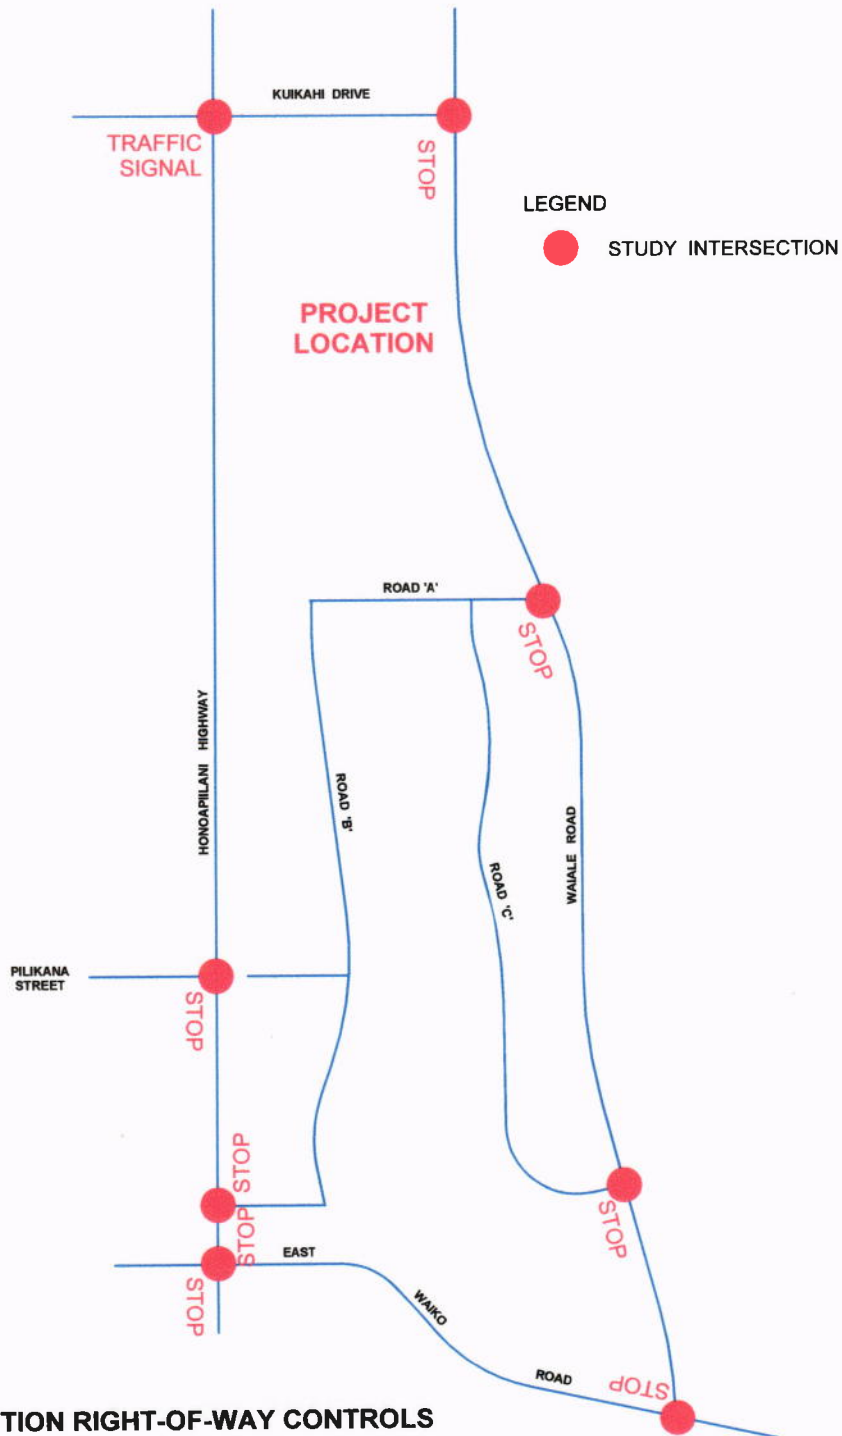 KUIKAHI DRIVE
TRAFFIC
SIGNAL
STOP
LEGEND
STUDY INTERSECTION
PROJECT
LOCATION
ROAD 'A'
STOP
HONOAPIILANI HIGHWAY
ROAD 'B'
ROAD 'C'
WAIALE ROAD
PILIKANA
STREET
STOP
STOP
STOP
STOP
EAST
STOP
WAIKO
ROAD
STOP
TION RIGHT-OF-WAY CONTROLS